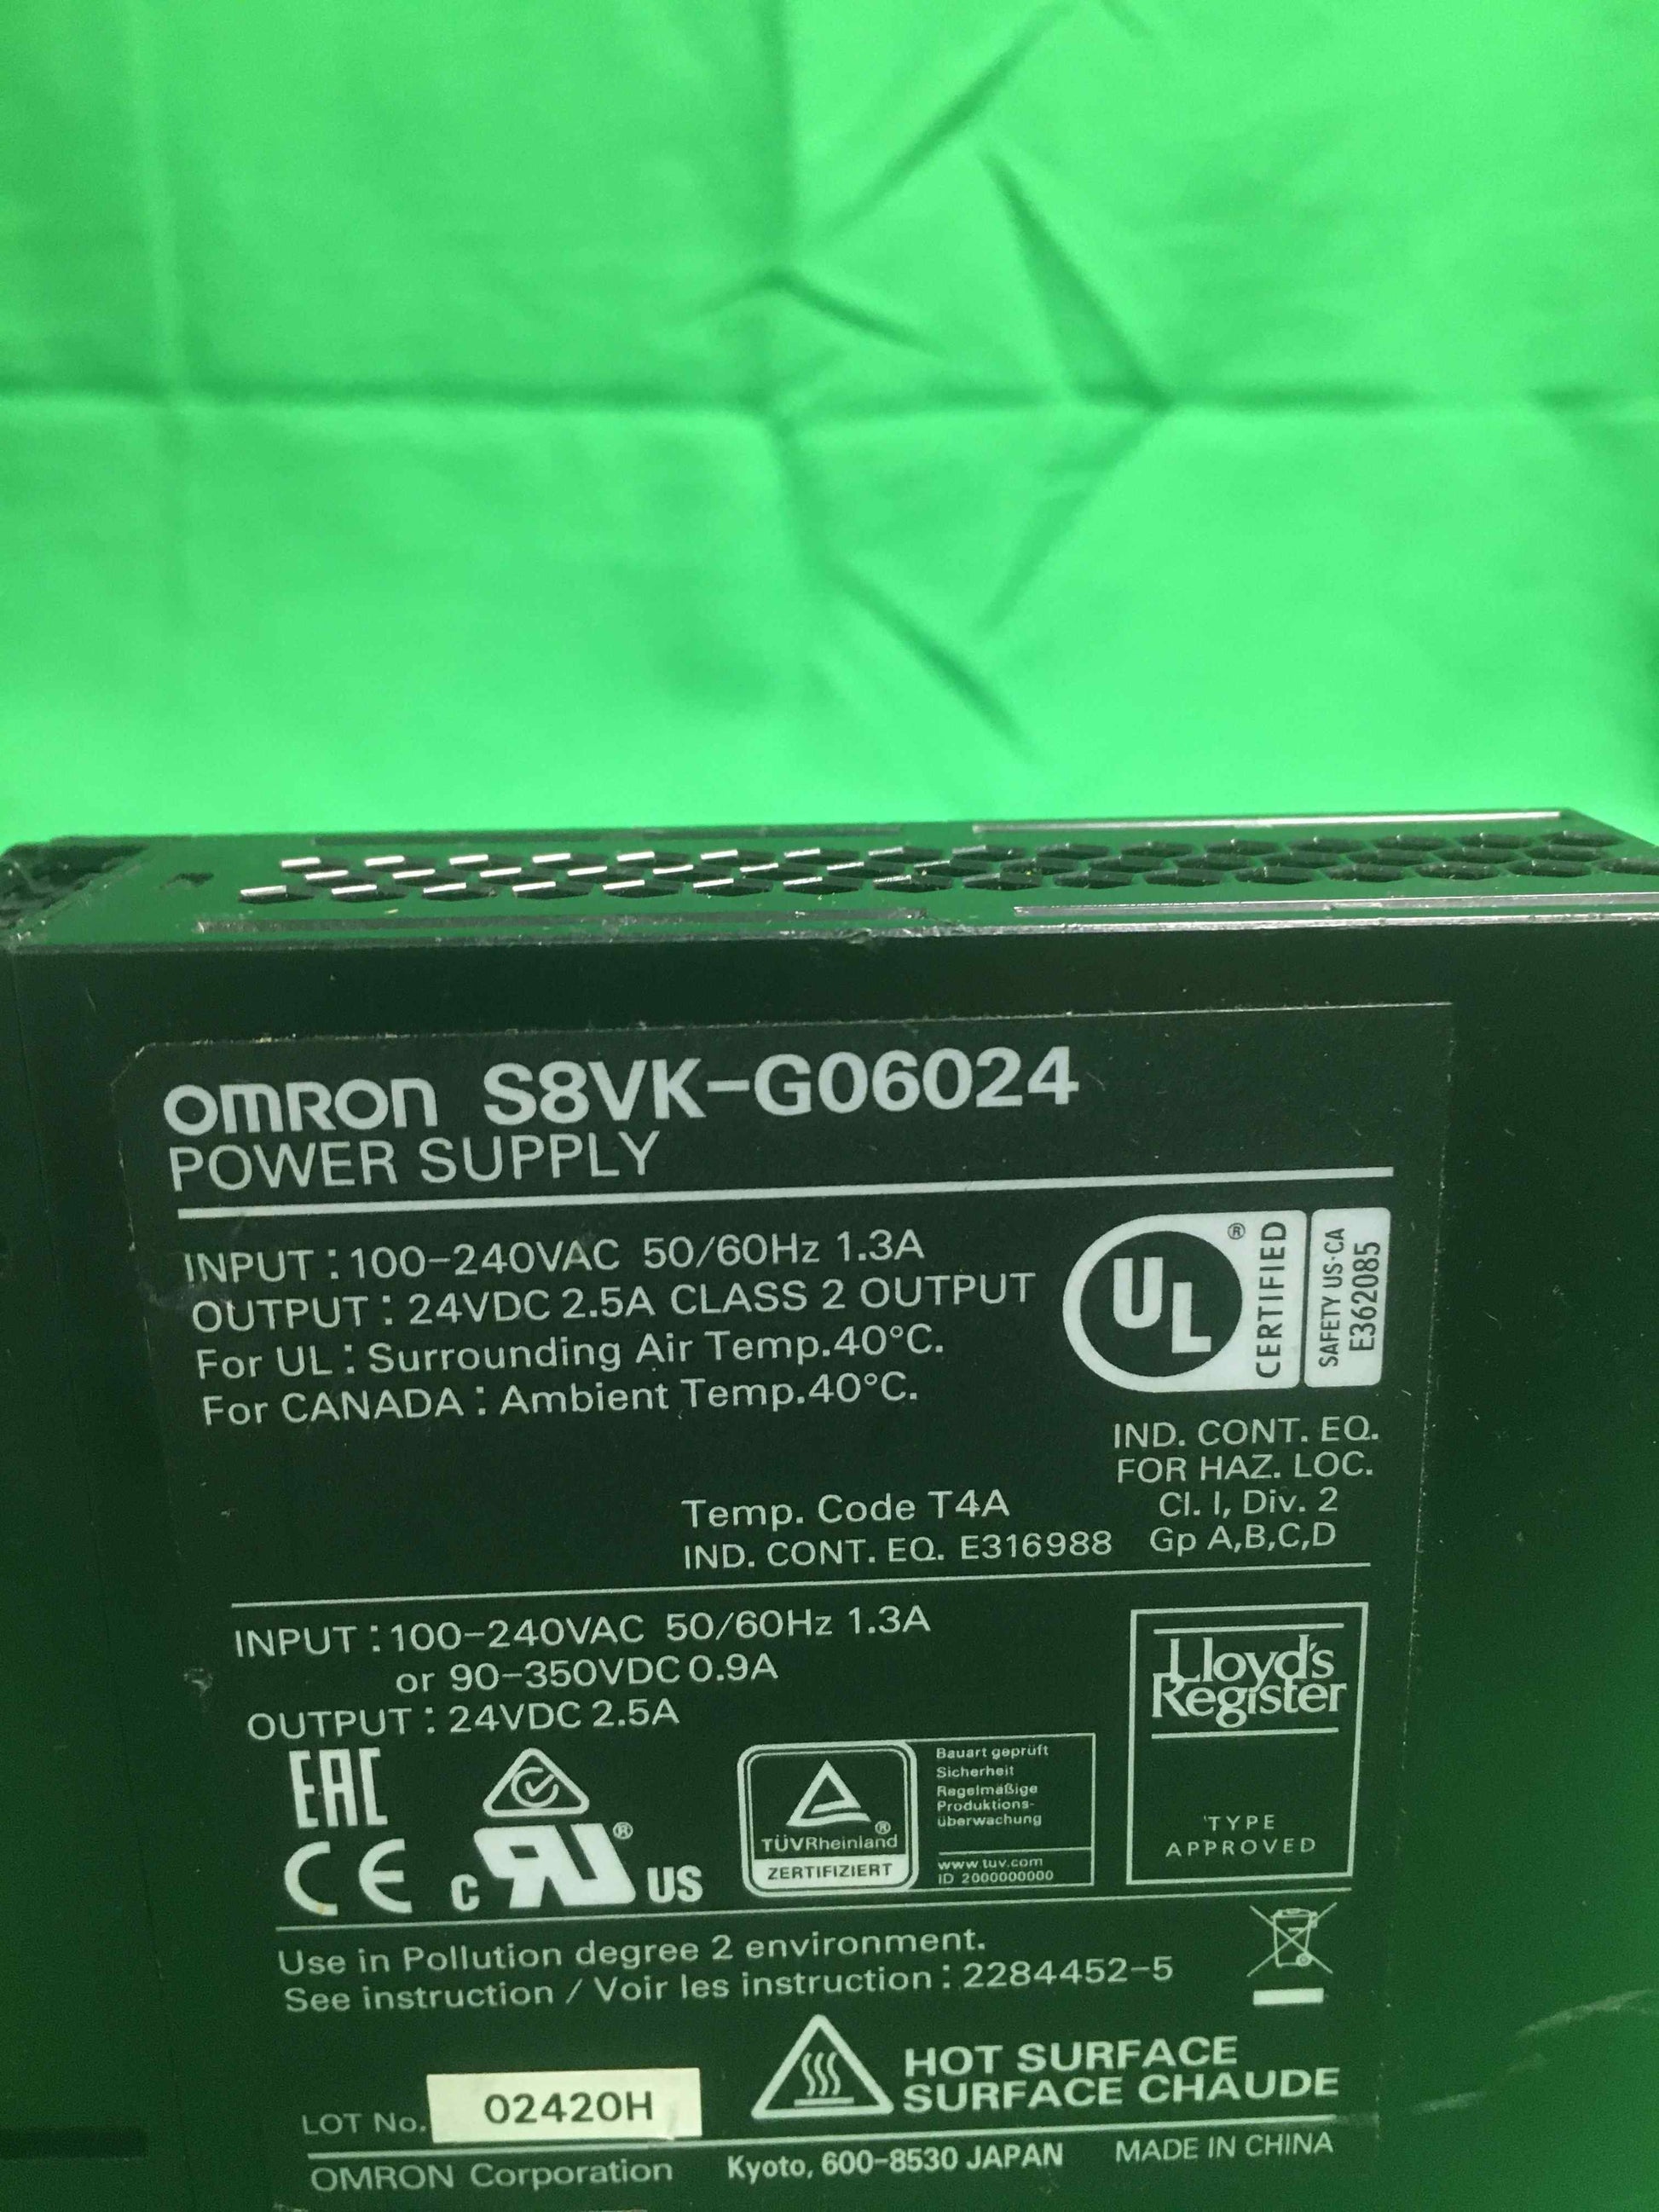 OMRON S8VK-G06024
POWER SUPPLY
INPUT : 100-240VAC 50/60Hz 1.3A
OUTPUT : 24VDC 2.5A CLASS 2 OUTPUT
For UL : Surrounding Air Temp.40°C.
For CANADA : Ambient Temp.40°C.
UL ®
CERTIFIED
SAFETY US·CA
E362085
IND. CONT. EQ.
FOR HAZ. LOC.
Cl. I, Div. 2
Gp A,B,C,D
Temp. Code T4A
IND. CONT. EQ. E316988
INPUT : 100-240VAC 50/60Hz 1.3A
or 90-350VDC 0.9A
OUTPUT : 24VDC 2.5A
Lloyd's
Register
TYPE
APPROVED
EAC
CE c RU ® US
TÜVRheinland ®
ZERTIFIZIERT
Bauart geprüft
Sicherheit
Regelmäßige
Produktions-
überwachung
www.tuv.com
ID 2000000000
Use in Pollution degree 2 environment.
See instruction / Voir les instruction : 2284452-5
HOT SURFACE
SURFACE CHAUDE
LOT No. 02420H
OMRON Corporation Kyoto, 600-8530 JAPAN MADE IN CHINA